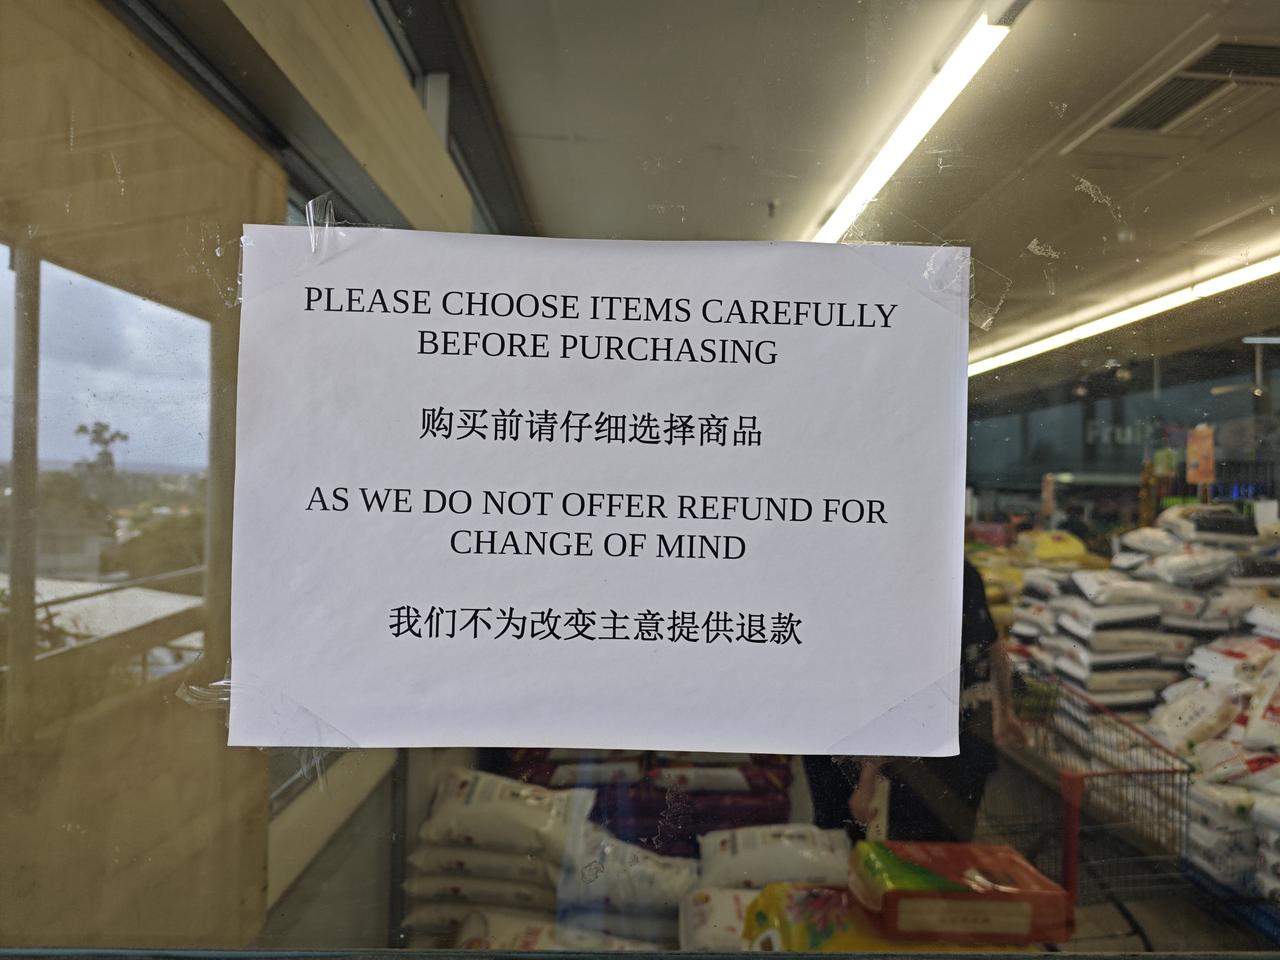 PLEASE CHOOSE ITEMS CAREFULLY
BEFORE PURCHASING
购买前请仔细选择商品
AS WE DO NOT OFFER REFUND FOR
CHANGE OF MIND
我们不为改变主意提供退款